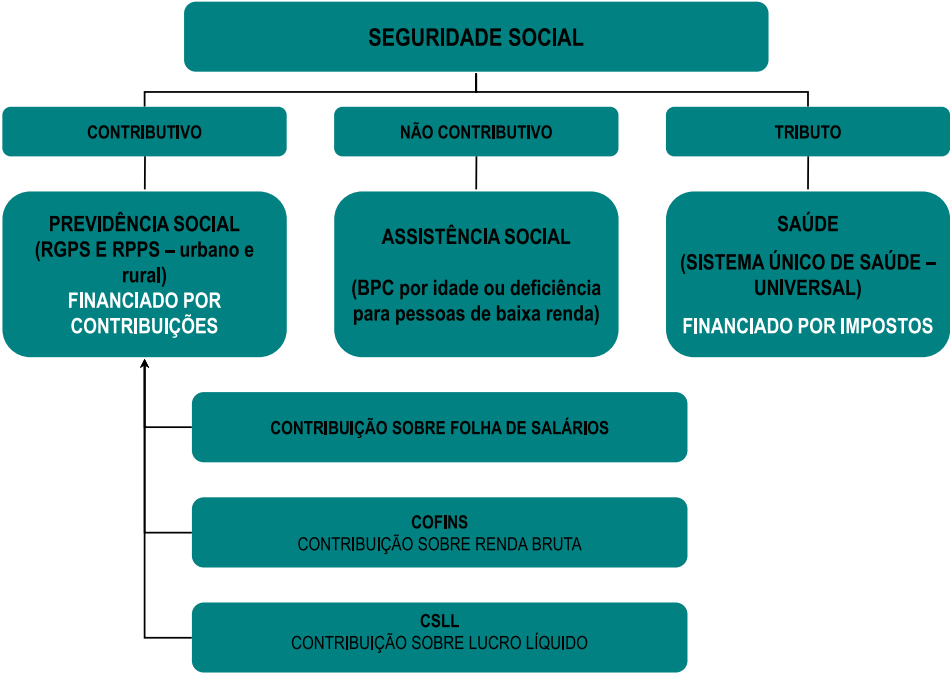 SEGURIDADE SOCIAL
CONTRIBUTIVO
NÃO CONTRIBUTIVO
TRIBUTO
PREVIDÊNCIA SOCIAL
(RGPS E RPPS – urbano e
rural)
FINANCIADO POR
CONTRIBUIÇÕES
ASSISTÊNCIA SOCIAL
(BPC por idade ou deficiência
para pessoas de baixa renda)
SAÚDE
(SISTEMA ÚNICO DE SAÚDE –
UNIVERSAL)
FINANCIADO POR IMPOSTOS
CONTRIBUIÇÃO SOBRE FOLHA DE SALÁRIOS
COFINS
CONTRIBUIÇÃO SOBRE RENDA BRUTA
CSLL
CONTRIBUIÇÃO SOBRE LUCRO LÍQUIDO